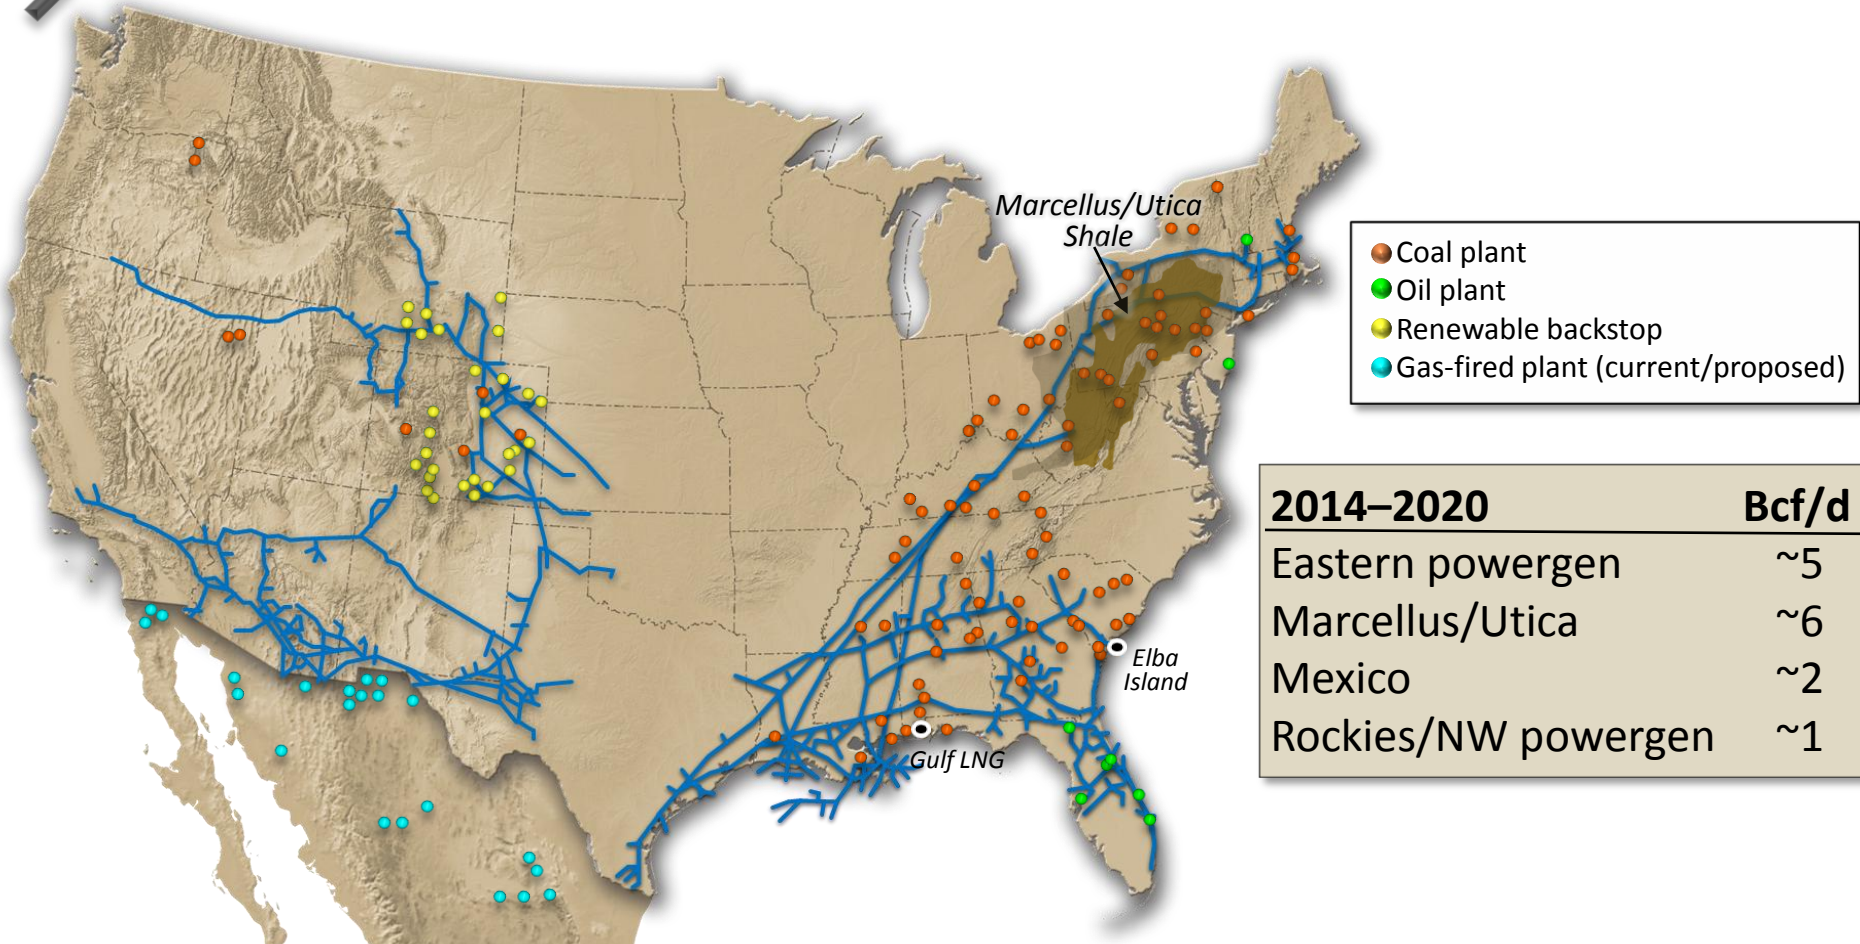 Marcellus/Utica
Shale
Coal plant
Oil plant
Renewable backstop
Gas-fired plant (current/proposed)
2014–2020 Bcf/d
Eastern powergen ~5
Marcellus/Utica ~6
Mexico ~2
Rockies/NW powergen ~1
Elba
Island
Gulf LNG